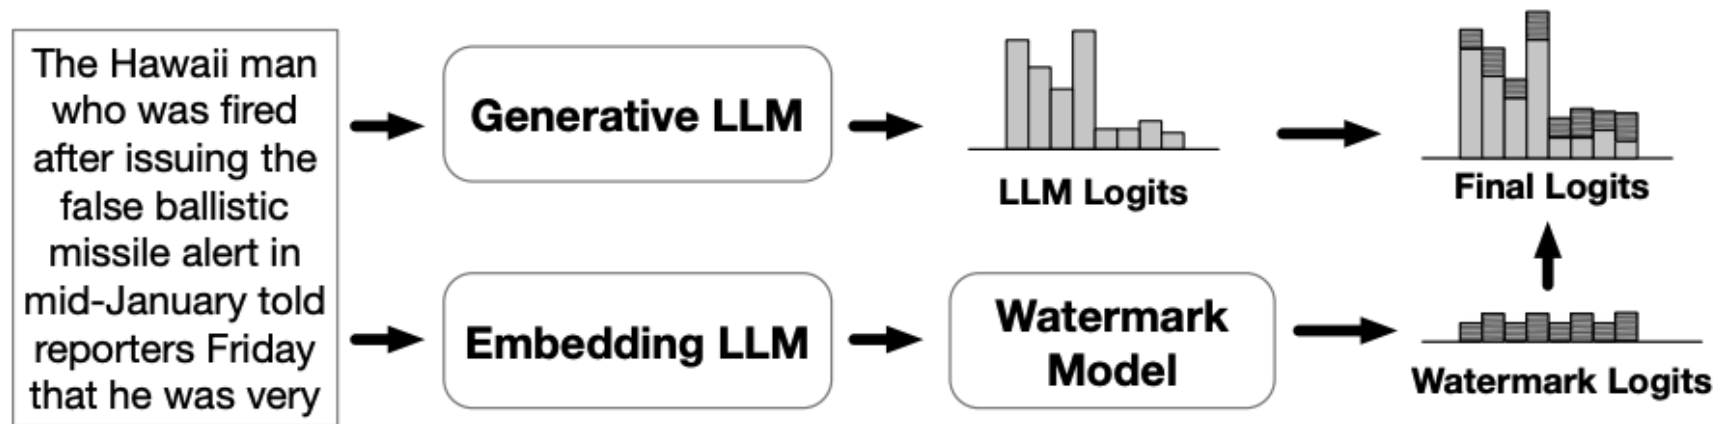 The Hawaii man
who was fired
after issuing the
false ballistic
missile alert in
mid-January told
reporters Friday
that he was very
Generative LLM
LLM Logits
Final Logits
Embedding LLM
Watermark
Model
Watermark Logits